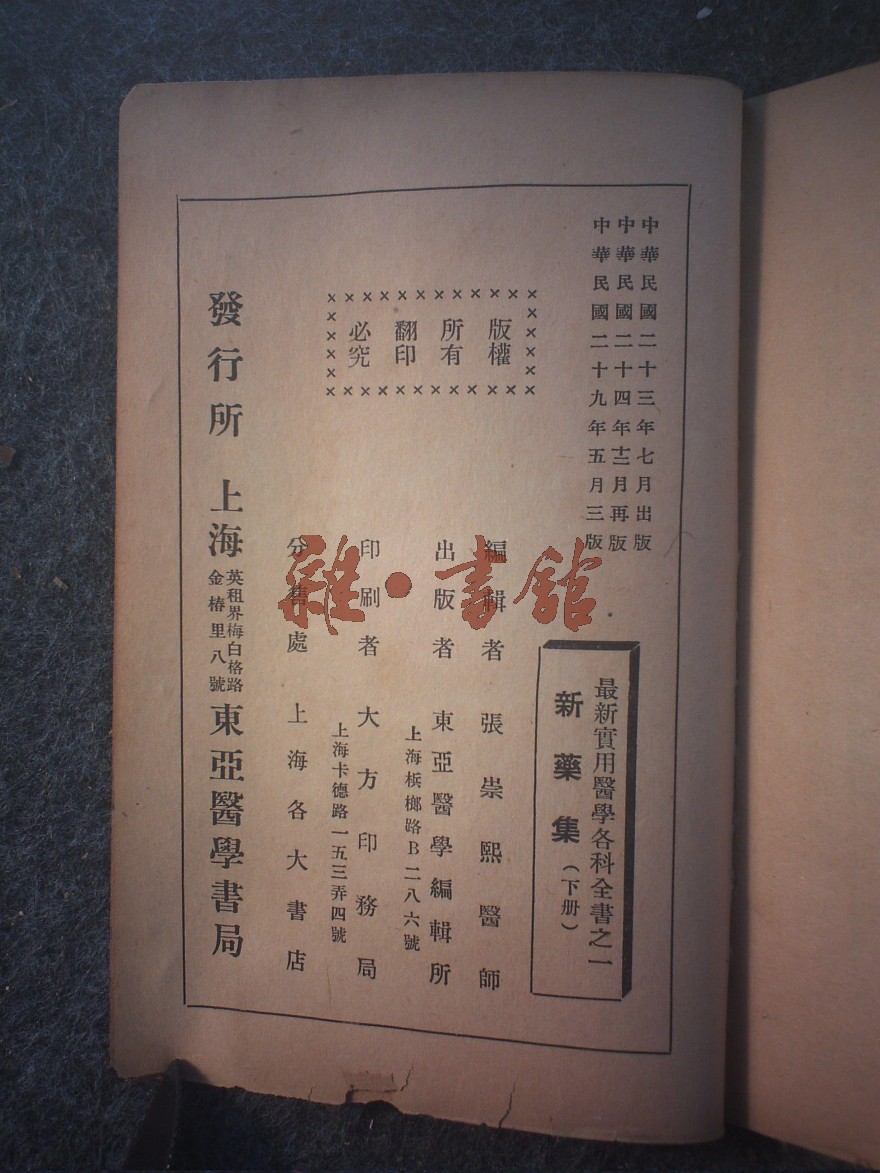 中華民國二十三年七月出版
中華民國二十四年十二月再版
中華民國二十九年五月三版
最新實用醫學各科全書之一
新藥集(下册)
版權
所有
翻印
必究
編輯者 張崇熙醫師
出版者 東亞醫學編輯所
上海梹榔路B二八六號
印刷者 大方印務局
上海卡德路一五三弄四號
分售處 上海各大書店
發行所 上海 英租界梅白格路
金椿里八號 東亞醫學書局
雜·書館